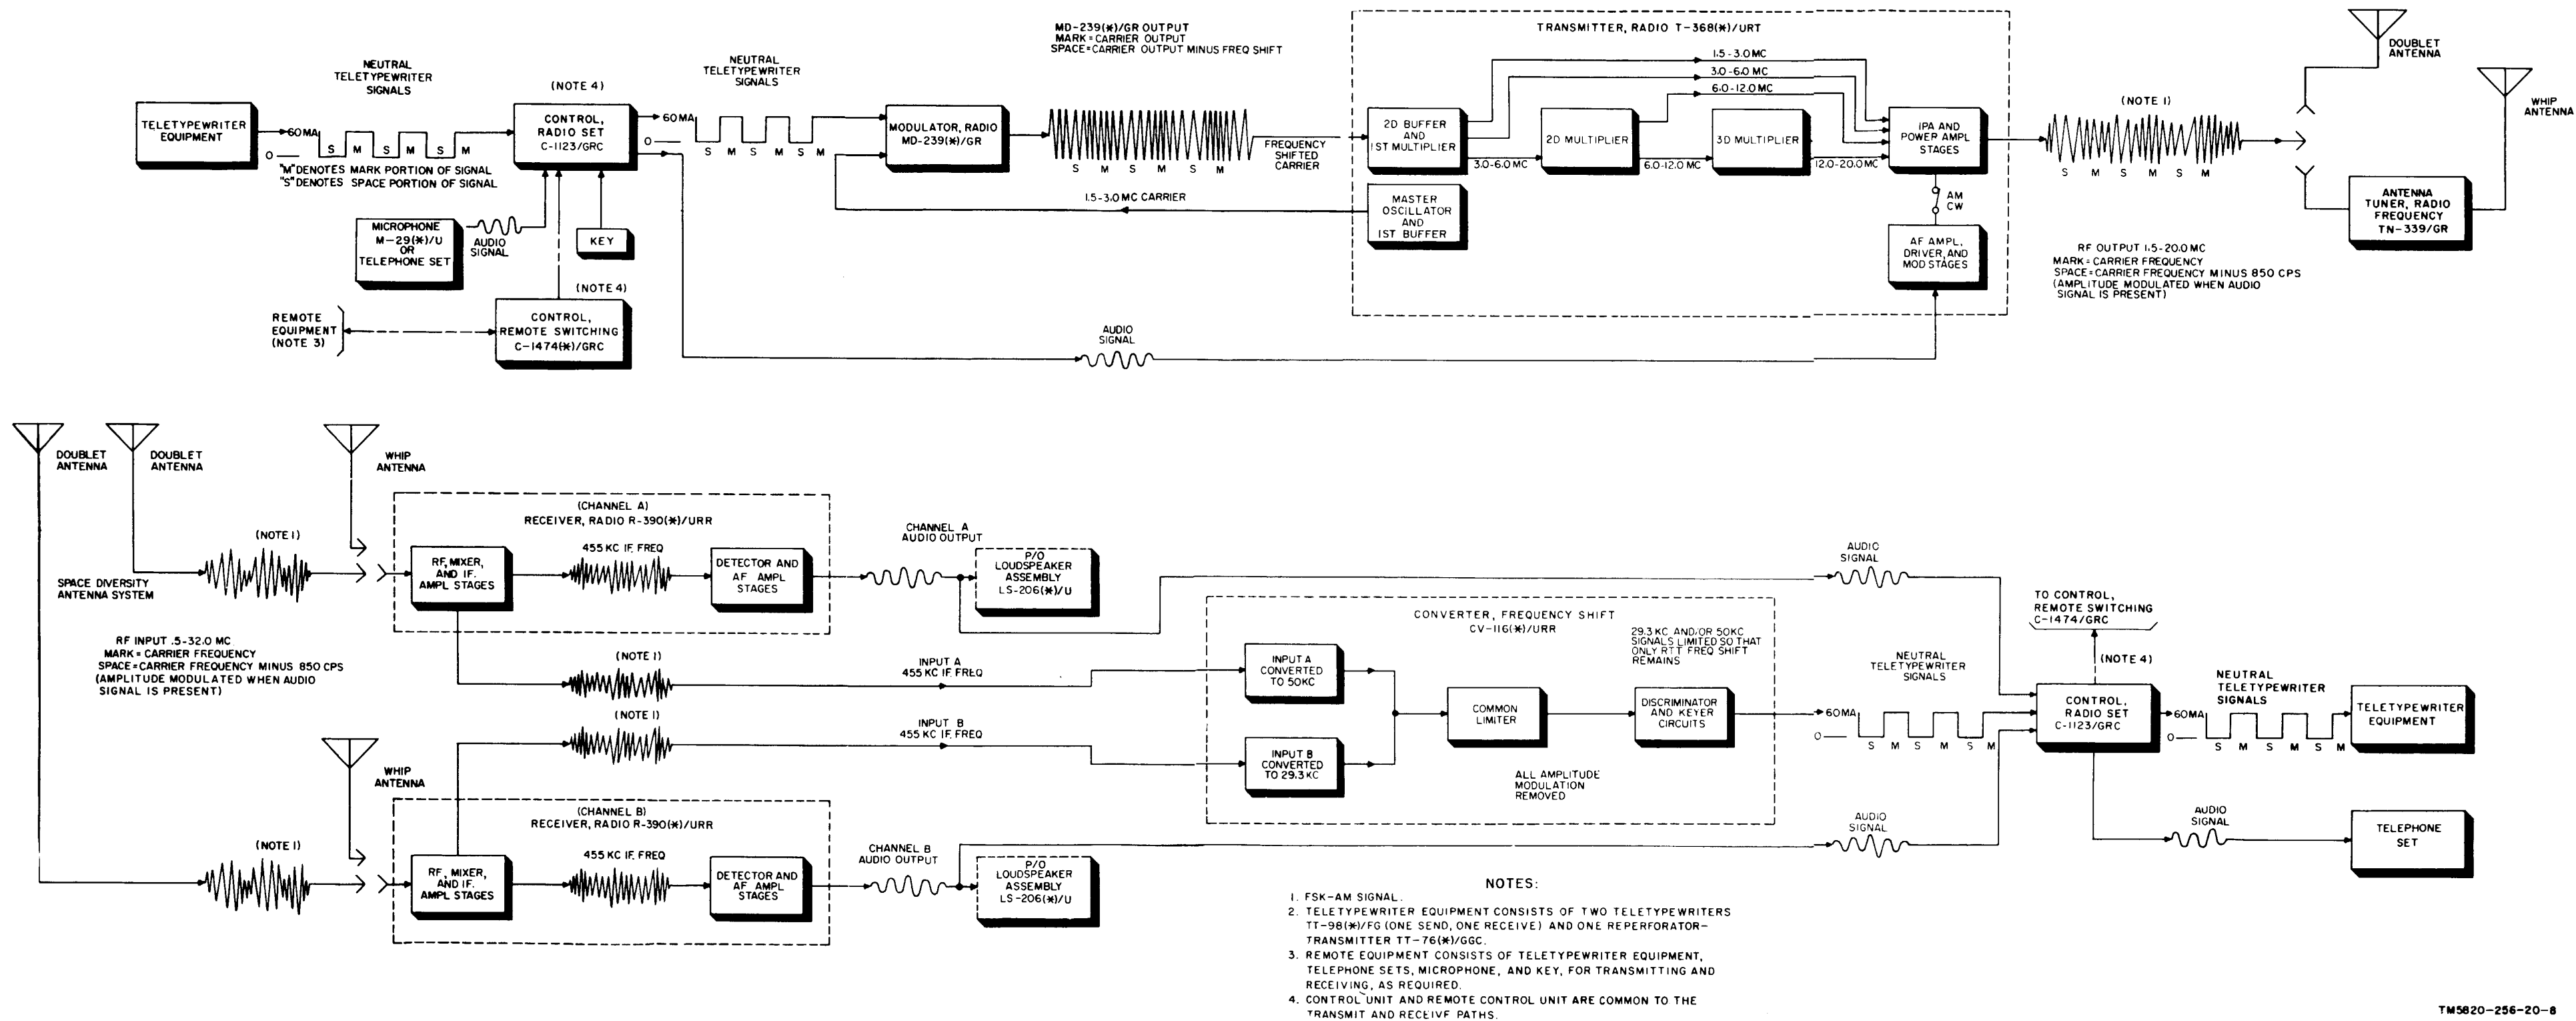 MD-239(*)/GR OUTPUT
MARK=CARRIER OUTPUT
SPACE=CARRIER OUTPUT MINUS FREQ SHIFT
TRANSMITTER, RADIO T-368(*)/URT
DOUBLET
ANTENNA
WHIP
ANTENNA
NEUTRAL
TELETYPEWRITER
SIGNALS
(NOTE 4)
NEUTRAL
TELETYPEWRITER
SIGNALS
1.5-3.0 MC
3.0-6.0 MC
6.0-12.0 MC
(NOTE 1)
TELETYPEWRITER
EQUIPMENT
60MA
0
S M S M S M
"M" DENOTES MARK PORTION OF SIGNAL
"S" DENOTES SPACE PORTION OF SIGNAL
CONTROL,
RADIO SET
C-1123/GRC
60MA
0
S M S M S M
MODULATOR, RADIO
MD-239(*)/GR
S M S M S M
FREQUENCY
SHIFTED
CARRIER
2D BUFFER
AND
1ST MULTIPLIER
3.0-6.0 MC
2D MULTIPLIER
6.0-12.0 MC
3D MULTIPLIER
12.0-20.0 MC
IPA AND
POWER AMPL
STAGES
S M S M S M
MICROPHONE
M-29(*)/U
OR
TELEPHONE SET
AUDIO
SIGNAL
KEY
1.5-3.0 MC CARRIER
MASTER
OSCILLATOR
AND
1ST BUFFER
AM
CW
AF AMPL,
DRIVER, AND
MOD STAGES
ANTENNA
TUNER, RADIO
FREQUENCY
TN-339/GR
RF OUTPUT 1.5-20.0 MC
MARK=CARRIER FREQUENCY
SPACE=CARRIER FREQUENCY MINUS 850 CPS
(AMPLITUDE MODULATED WHEN AUDIO
SIGNAL IS PRESENT)
REMOTE
EQUIPMENT
(NOTE 3)
(NOTE 4)
CONTROL,
REMOTE SWITCHING
C-1474(*)/GRC
AUDIO
SIGNAL
DOUBLET
ANTENNA
DOUBLET
ANTENNA
WHIP
ANTENNA
(NOTE 1)
SPACE DIVERSITY
ANTENNA SYSTEM
(CHANNEL A)
RECEIVER, RADIO R-390(*)/URR
RF, MIXER,
AND I F.
AMPL STAGES
455 KC IF. FREQ
DETECTOR AND
AF AMPL
STAGES
CHANNEL A
AUDIO OUTPUT
P/O
LOUDSPEAKER
ASSEMBLY
LS-206(*)/U
AUDIO
SIGNAL
RF INPUT .5-32.0 MC
MARK=CARRIER FREQUENCY
SPACE=CARRIER FREQUENCY MINUS 850 CPS
(AMPLITUDE MODULATED WHEN AUDIO
SIGNAL IS PRESENT)
(NOTE 1)
INPUT A
455 KC IF. FREQ
(NOTE 1)
INPUT B
455 KC IF. FREQ
CONVERTER, FREQUENCY SHIFT
CV-116(*)/URR
INPUT A
CONVERTED
TO 50KC
INPUT B
CONVERTED
TO 29.3 KC
COMMON
LIMITER
29.3 KC AND/OR 50KC
SIGNALS LIMITED SO THAT
ONLY RTT FREQ SHIFT
REMAINS
DISCRIMINATOR
AND KEYER
CIRCUITS
ALL AMPLITUDE
MODULATION
REMOVED
NEUTRAL
TELETYPEWRITER
SIGNALS
60MA
0
S M S M S M
TO CONTROL,
REMOTE SWITCHING
C-1474/GRC
(NOTE 4)
CONTROL,
RADIO SET
C-1123/GRC
NEUTRAL
TELETYPEWRITER
SIGNALS
60MA
0
S M S M S M
TELETYPEWRITER
EQUIPMENT
WHIP
ANTENNA
(NOTE 1)
(CHANNEL B)
RECEIVER, RADIO R-390(*)/URR
RF, MIXER,
AND I F.
AMPL STAGES
455 KC IF. FREQ
DETECTOR AND
AF AMPL
STAGES
CHANNEL B
AUDIO OUTPUT
P/O
LOUDSPEAKER
ASSEMBLY
LS-206(*)/U
AUDIO
SIGNAL
AUDIO
SIGNAL
TELEPHONE
SET
NOTES:
1. FSK-AM SIGNAL.
2. TELETYPEWRITER EQUIPMENT CONSISTS OF TWO TELETYPEWRITERS
TT-98(*)/FG (ONE SEND, ONE RECEIVE) AND ONE REPERFORATOR-
TRANSMITTER TT-76(*)/GGC.
3. REMOTE EQUIPMENT CONSISTS OF TELETYPEWRITER EQUIPMENT,
TELEPHONE SETS, MICROPHONE, AND KEY, FOR TRANSMITTING AND
RECEIVING, AS REQUIRED.
4. CONTROL UNIT AND REMOTE CONTROL UNIT ARE COMMON TO THE
TRANSMIT AND RECEIVE PATHS.
TM5820-256-20-8